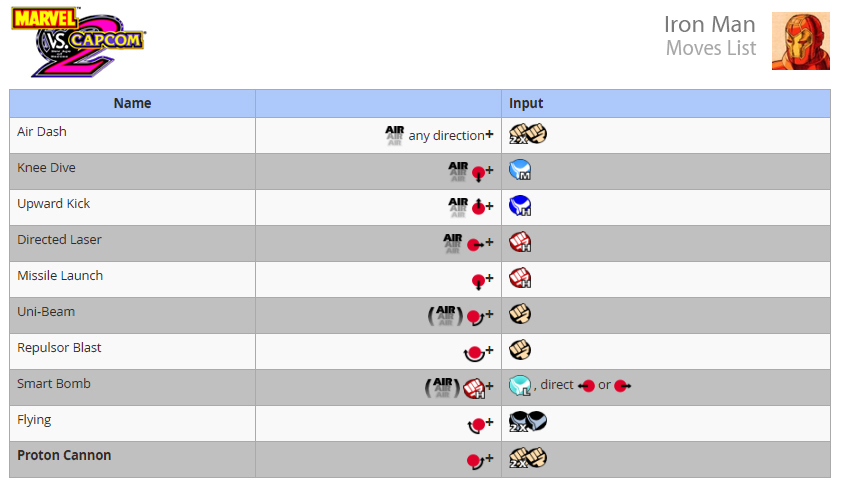 MARVEL
VS. CAPCOM
2
Iron Man
Moves List
Name Input
Air Dash AIR any direction+ 2X
Knee Dive AIR + M
Upward Kick AIR + H
Directed Laser AIR + H
Missile Launch + H
Uni-Beam (AIR) +
Repulsor Blast +
Smart Bomb (AIR) H + L , direct or
Flying + 2X
Proton Cannon + 2X